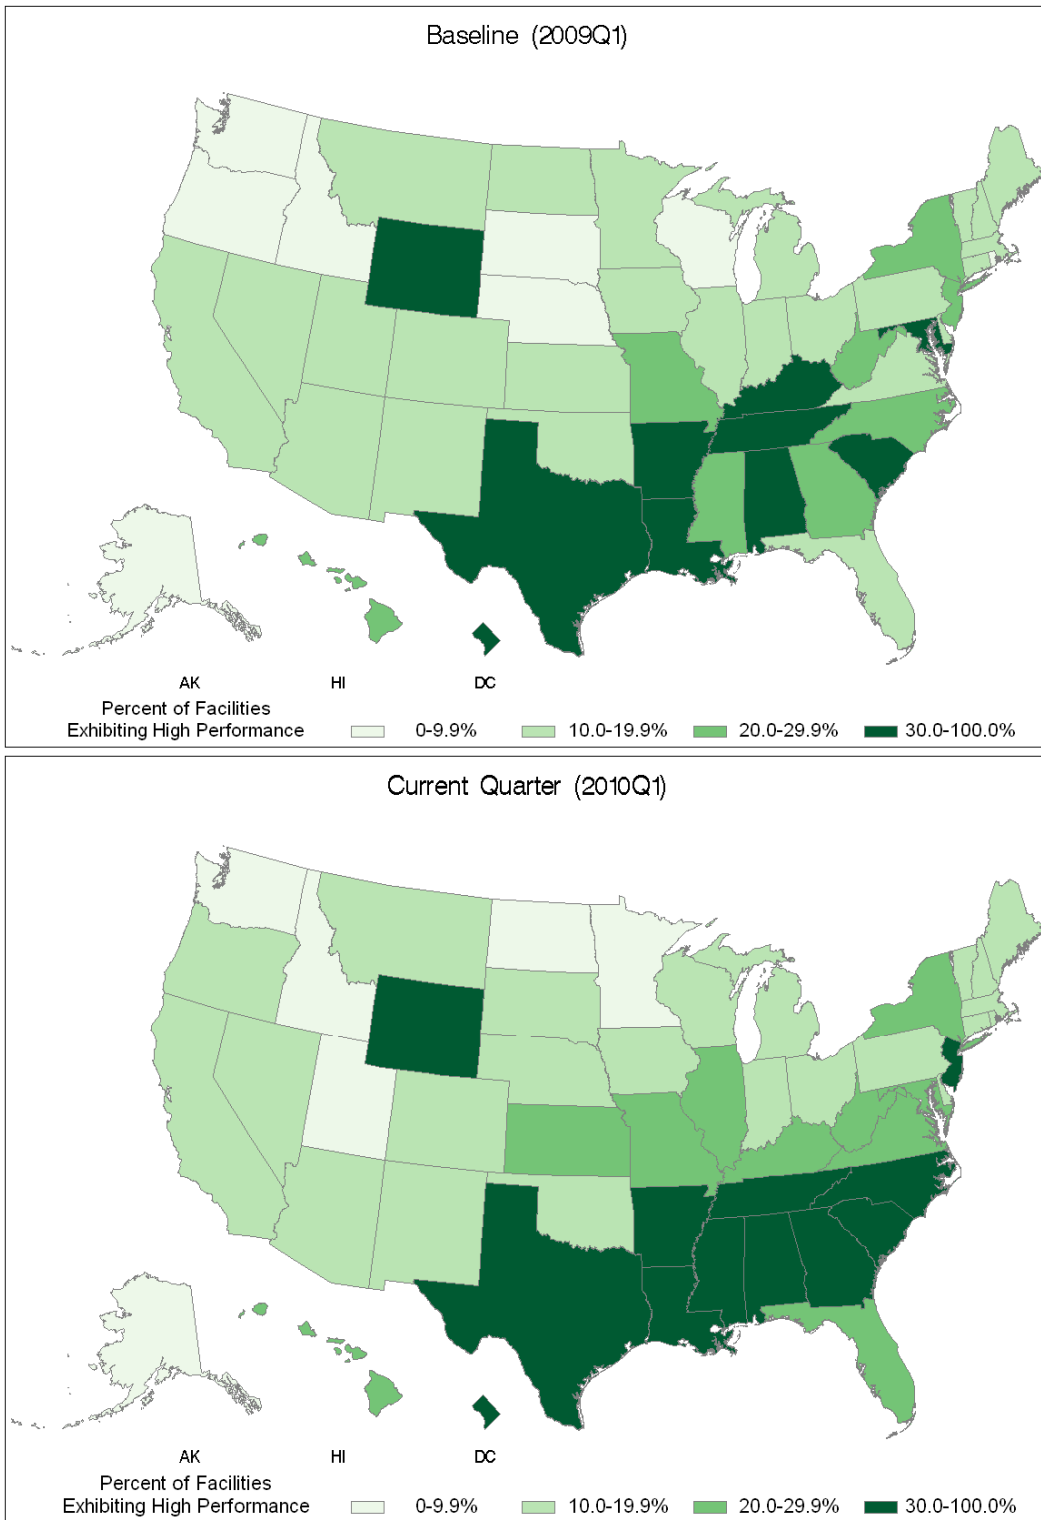 Baseline (2009Q1)
AK HI DC
Percent of Facilities
Exhibiting High Performance 0-9.9% 10.0-19.9% 20.0-29.9% 30.0-100.0%
Current Quarter (2010Q1)
AK HI DC
Percent of Facilities
Exhibiting High Performance 0-9.9% 10.0-19.9% 20.0-29.9% 30.0-100.0%